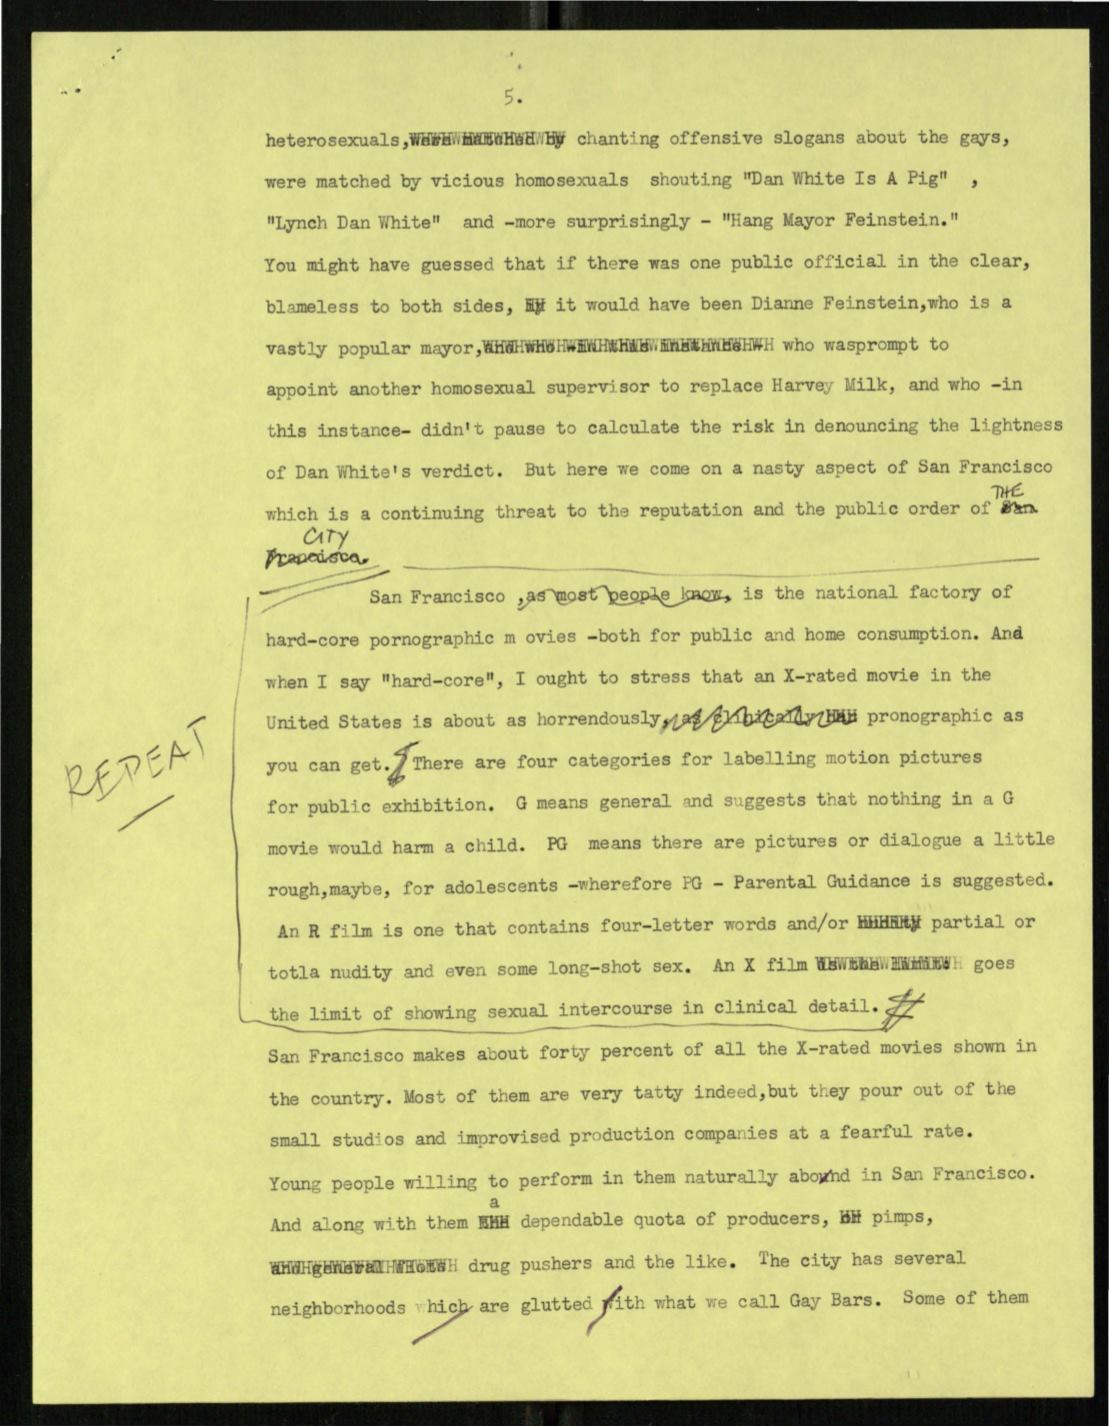 5.
heterosexuals, were matched by chanting offensive slogans about the gays,
were matched by vicious homosexuals shouting "Dan White Is A Pig" ,
"Lynch Dan White" and -more surprisingly - "Hang Mayor Feinstein."
You might have guessed that if there was one public official in the clear,
blameless to both sides, it would have been Dianne Feinstein,who is a
vastly popular mayor,and who -in this instance- who wasprompt to
appoint another homosexual supervisor to replace Harvey Milk, and who -in
this instance- didn't pause to calculate the risk in denouncing the lightness
of Dan White's verdict. But here we come on a nasty aspect of San Francisco
THE
which is a continuing threat to the reputation and the public order of San
CITY
Francisco.
San Francisco ,as most people know, is the national factory of
hard-core pornographic m ovies -both for public and home consumption. And
when I say "hard-core", I ought to stress that an X-rated movie in the
United States is about as horrendously, as clinically pronographic as
REPEAT
you can get. There are four categories for labelling motion pictures
for public exhibition. G means general and suggests that nothing in a G
movie would harm a child. PG means there are pictures or dialogue a little
rough,maybe, for adolescents -wherefore PG - Parental Guidance is suggested.
An R film is one that contains four-letter words and/or partial or
totla nudity and even some long-shot sex. An X film is the limit: goes
the limit of showing sexual intercourse in clinical detail. #
San Francisco makes about forty percent of all the X-rated movies shown in
the country. Most of them are very tatty indeed,but they pour out of the
small studios and improvised production companies at a fearful rate.
Young people willing to perform in them naturally abound in San Francisco.
a
And along with them dependable quota of producers, pimps,
and general drug pushers and the like. The city has several
neighborhoods which are glutted with what we call Gay Bars. Some of them